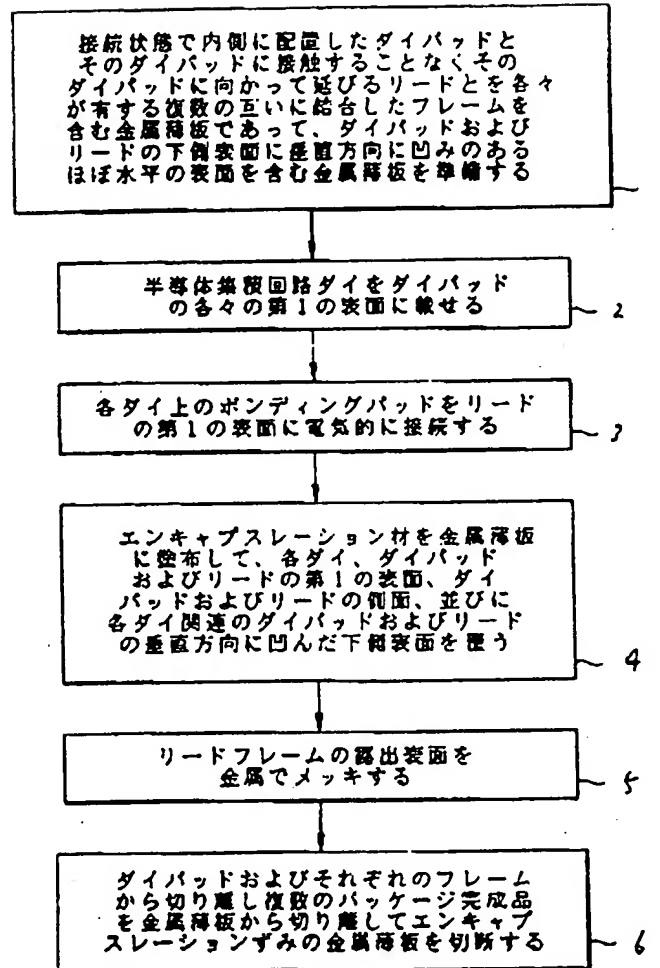 接続状態で内側に配置したダイパッドと
そのダイパッドに接触することなくその
ダイパッドに向かって延びるリードとを各々
が有する複数の互いに結合したフレームを
含む金属薄板であって、ダイパッドおよび
リードの下側表面に垂直方向に凹みのある
ほぼ水平の表面を含む金属薄板を準備する
半導体集積回路ダイをダイパッド
の各々の第1の表面に載せる
2
各ダイ上のボンディングパッドをリード
の第1の表面に電気的に接続する
3
エンキャプスレーション材を金属薄板
に塗布して、各ダイ、ダイパッド
およびリードの第1の表面、ダイ
パッドおよびリードの側面、並びに
各ダイ関連のダイパッドおよびリード
の垂直方向に凹んだ下側表面を覆う
4
リードフレームの露出表面を
金属でメッキする
5
ダイパッドおよびそれぞれのフレーム
から切り離し複数のパッケージ完成品
を金属薄板から切り離してエンキャプ
スレーションずみの金属薄板を切断する
6